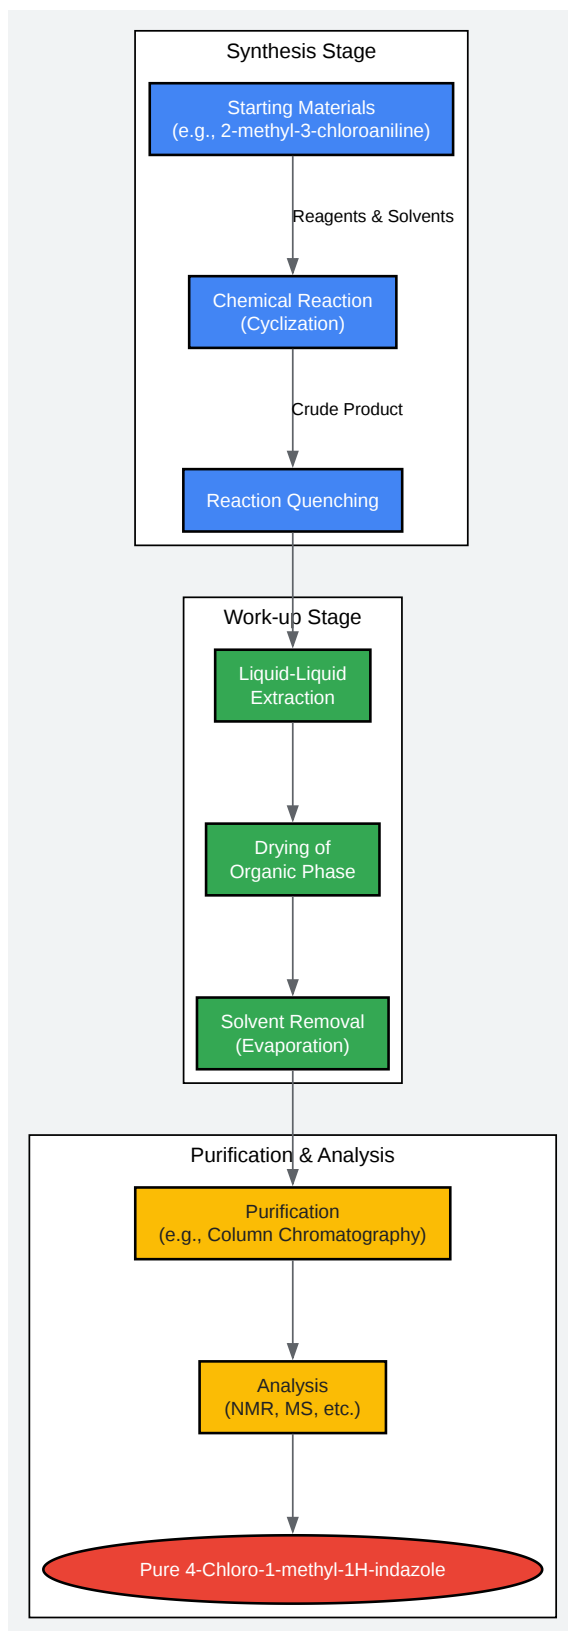 Synthesis Stage
Starting Materials
(e.g., 2-methyl-3-chloroaniline)
Reagents & Solvents
Chemical Reaction
(Cyclization)
Crude Product
Reaction Quenching
Work-up Stage
Liquid-Liquid
Extraction
Drying of
Organic Phase
Solvent Removal
(Evaporation)
Purification & Analysis
Purification
(e.g., Column Chromatography)
Analysis
(NMR, MS, etc.)
Pure 4-Chloro-1-methyl-1H-indazole